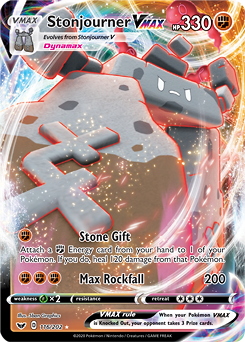 VMAX Stonjourner VMAX HP 330
Evolves from Stonjourner V
Dynamax
Stone Gift
Attach a Energy card from your hand to 1 of your
Pokémon. If you do, heal 120 damage from that Pokémon.
Max Rockfall 200
weakness ×2 resistance retreat
Illus. 5ban Graphics
VMAX rule When your Pokémon VMAX
is Knocked Out, your opponent takes 3 Prize cards.
116/202
©2020 Pokémon / Nintendo / Creatures / GAME FREAK